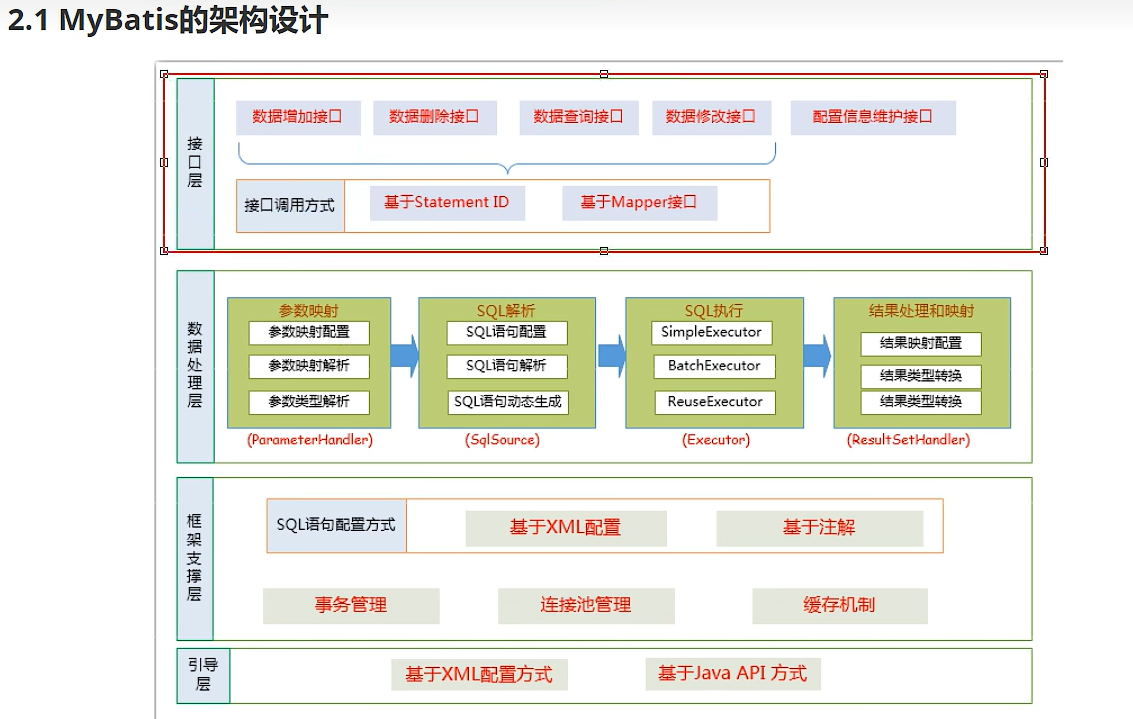 2.1 MyBatis的架构设计
接口层
数据增加接口 数据删除接口 数据查询接口 数据修改接口 配置信息维护接口
接口调用方式 基于Statement ID 基于Mapper接口
数据处理层
参数映射 SQL解析 SQL执行 结果处理和映射
参数映射配置 SQL语句配置 SimpleExecutor 结果映射配置
参数映射解析 SQL语句解析 BatchExecutor 结果类型转换
参数类型解析 SQL语句动态生成 ReuseExecutor 结果类型转换
(ParameterHandler) (SqlSource) (Executor) (ResultSetHandler)
框架支撑层
SQL语句配置方式 基于XML配置 基于注解
事务管理 连接池管理 缓存机制
引导层
基于XML配置方式 基于Java API 方式